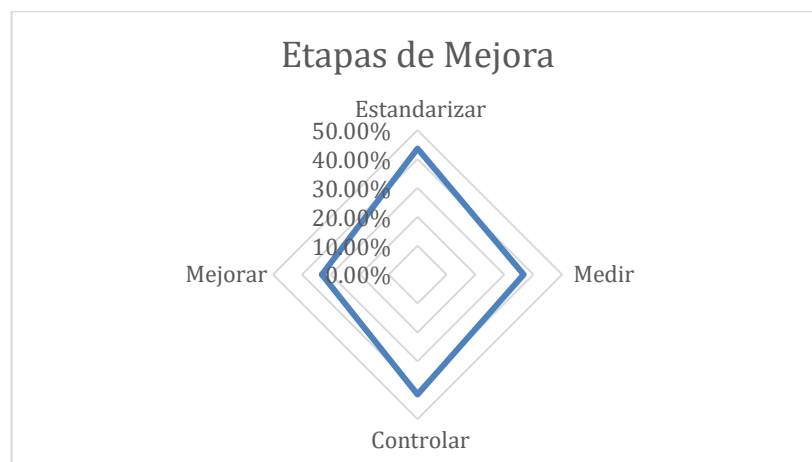 Etapas de Mejora
Estandarizar
50.00%
40.00%
30.00%
20.00%
10.00%
Mejorar
0.00%
Medir
Controlar